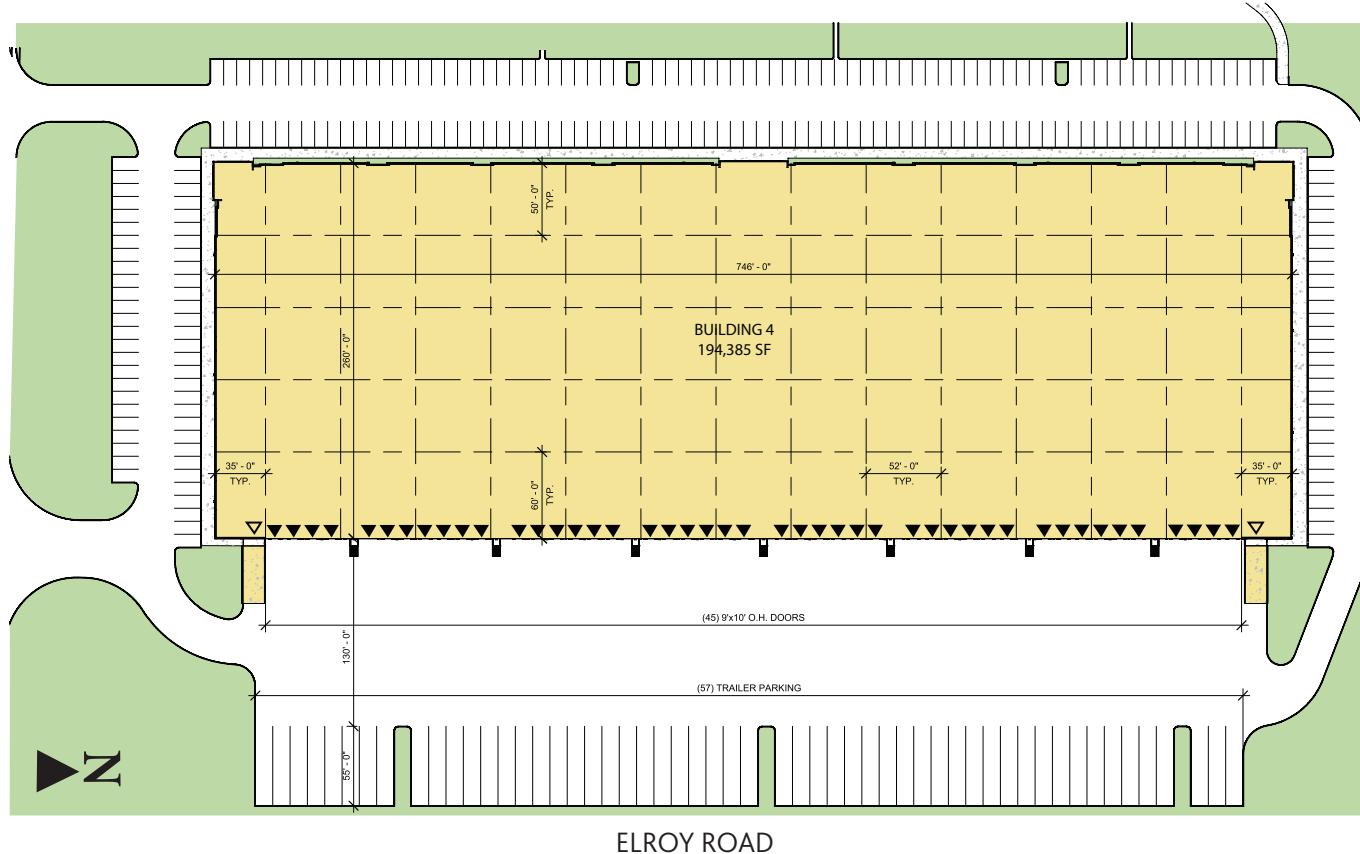 50' - 0"
TYP.
746' - 0"
BUILDING 4
194,385 SF
260' - 0"
35' - 0"
TYP.
60' - 0"
TYP.
52' - 0"
TYP.
35' - 0"
TYP.
(45) 9'x10' O.H. DOORS
130' - 0"
(57) TRAILER PARKING
55' - 0"
N
ELROY ROAD